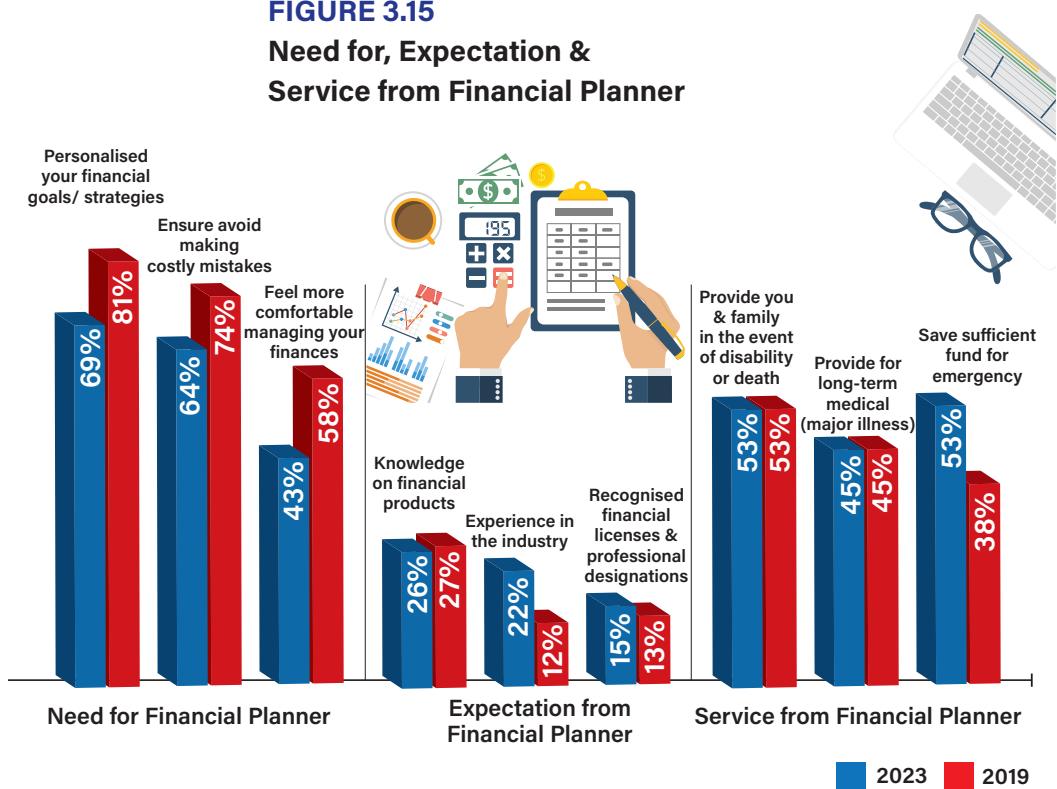 FIGURE 3.15
Need for, Expectation &
Service from Financial Planner
Personalised
your financial
goals/ strategies
Ensure avoid
making
costly mistakes
Feel more
comfortable
managing your
finances
69%
81%
64%
74%
43%
58%
195
Knowledge
on financial
products
Experience in
the industry
Recognised
financial
licenses &
professional
designations
26%
27%
22%
12%
15%
13%
Provide you
& family
in the event
of disability
or death
Provide for
long-term
medical
(major illness)
Save sufficient
fund for
emergency
53%
53%
45%
45%
53%
38%
Need for Financial Planner
Expectation from
Financial Planner
Service from Financial Planner
2023
2019